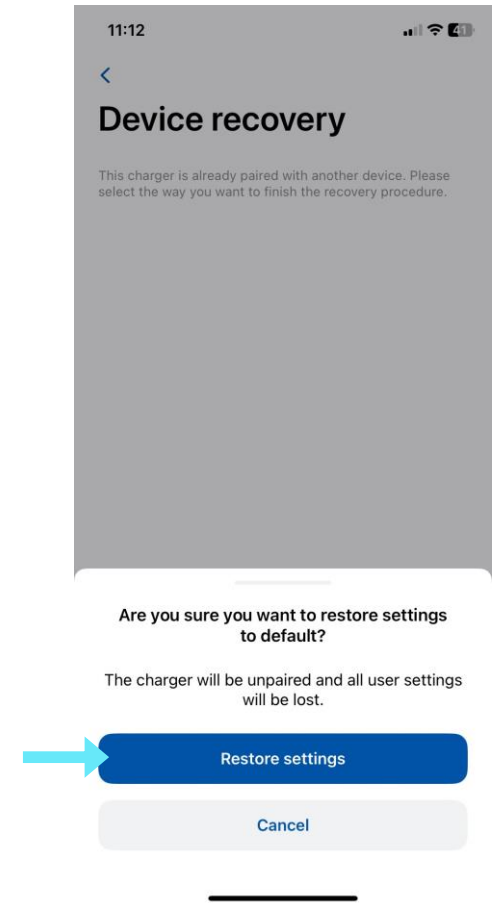 11:12
41
Device recovery
This charger is already paired with another device. Please
select the way you want to finish the recovery procedure.
Are you sure you want to restore settings
to default?
The charger will be unpaired and all user settings
will be lost.
Restore settings
Cancel